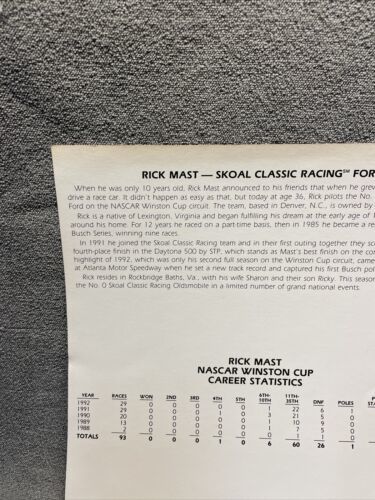 RICK MAST — SKOAL CLASSIC RACING℠ FOR
When he was only 10 years old, Rick Mast announced to his friends that when he grew
drive a race car. It didn't happen as easy as that, but today at age 36, Rick pilots the No.
Ford on the NASCAR Winston Cup circuit. The team, based in Denver, N.C., is owned by
Rick is a native of Lexington, Virginia and began fulfilling his dream at the early age of
around his home. For 12 years he raced on a part-time basis, then in 1985 he became a re
Busch Series, winning nine races.
In 1991 he joined the Skoal Classic Racing team and in their first outing together they sc
fourth-place finish in the Daytona 500 by STP, which stands as Mast's best finish on the
highlight of 1992, which was only his second full season on the Winston Cup circuit, came
at Atlanta Motor Speedway when he set a new track record and captured his first Busch pol
Rick resides in Rockbridge Baths, Va., with his wife Sharon and their son Ricky. This season
the No. 0 Skoal Classic Racing Oldsmobile in a limited number of grand national events.
RICK MAST
NASCAR WINSTON CUP
CAREER STATISTICS
YEAR RACES WON 2ND 3RD 4TH 5TH 6TH-10TH 11TH-35TH DNF POLES
1992 29 0 0 0 0 0 1 22 6 1
1991 29 0 0 0 1 0 3 21 5 0
1990 20 0 0 0 0 0 1 10 9 0
1989 13 0 0 0 0 0 1 7 5 0
1988 2 0 0 0 0 0 0 0 1 0
TOTALS 93 0 0 0 1 0 6 60 26 1